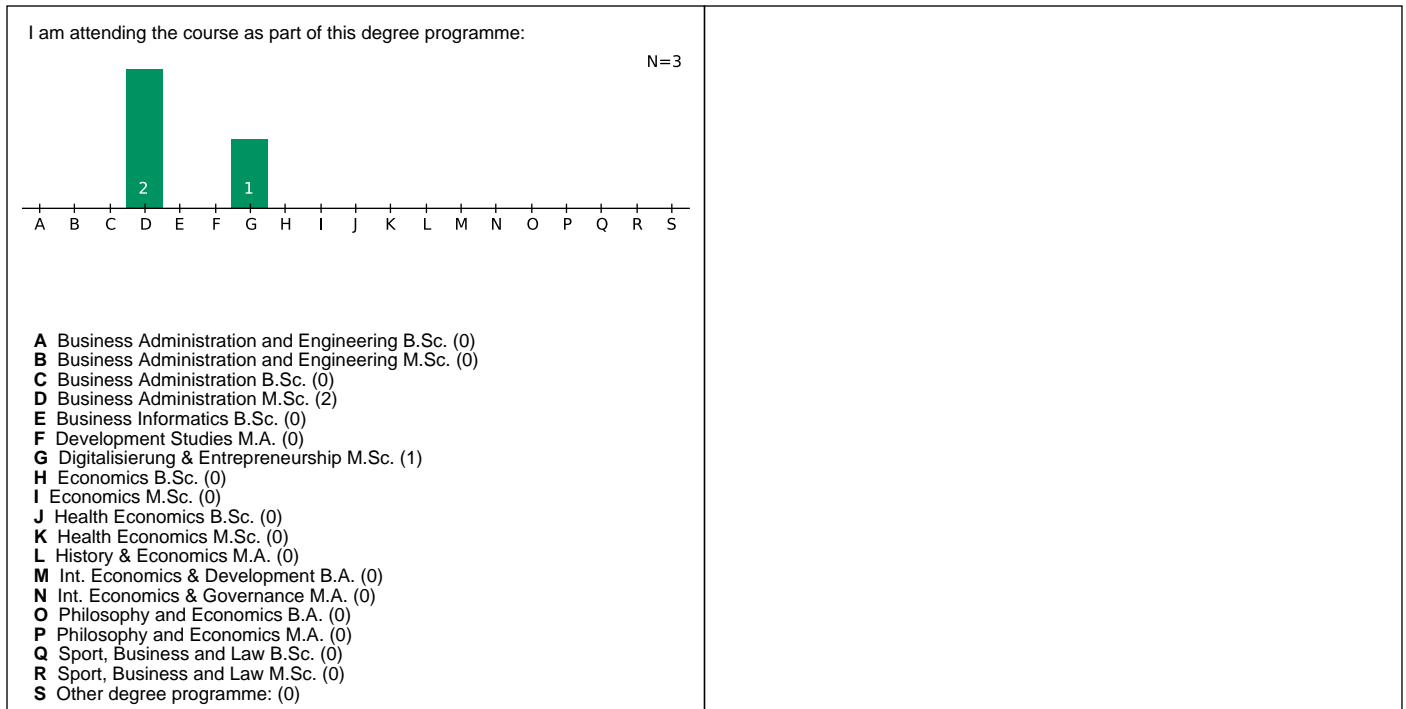 I am attending the course as part of this degree programme:
N=3
2 1
A B C D E F G H I J K L M N O P Q R S
A Business Administration and Engineering B.Sc. (0)
B Business Administration and Engineering M.Sc. (0)
C Business Administration B.Sc. (0)
D Business Administration M.Sc. (2)
E Business Informatics B.Sc. (0)
F Development Studies M.A. (0)
G Digitalisierung & Entrepreneurship M.Sc. (1)
H Economics B.Sc. (0)
I Economics M.Sc. (0)
J Health Economics B.Sc. (0)
K Health Economics M.Sc. (0)
L History & Economics M.A. (0)
M Int. Economics & Development B.A. (0)
N Int. Economics & Governance M.A. (0)
O Philosophy and Economics B.A. (0)
P Philosophy and Economics M.A. (0)
Q Sport, Business and Law B.Sc. (0)
R Sport, Business and Law M.Sc. (0)
S Other degree programme: (0)